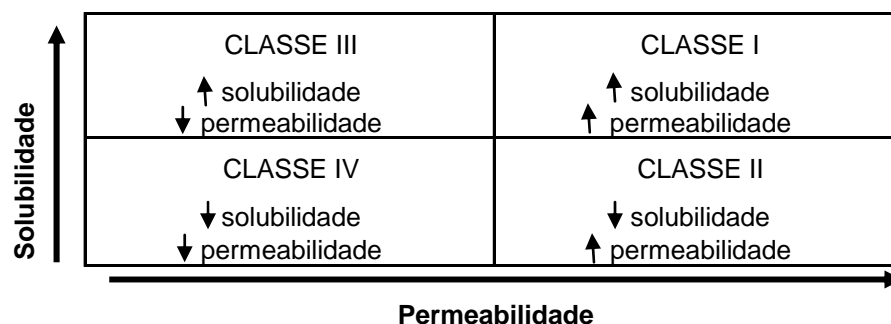 Solubilidade
CLASSE III
solubilidade
permeabilidade
CLASSE I
solubilidade
permeabilidade
CLASSE IV
solubilidade
permeabilidade
CLASSE II
solubilidade
permeabilidade
Permeabilidade